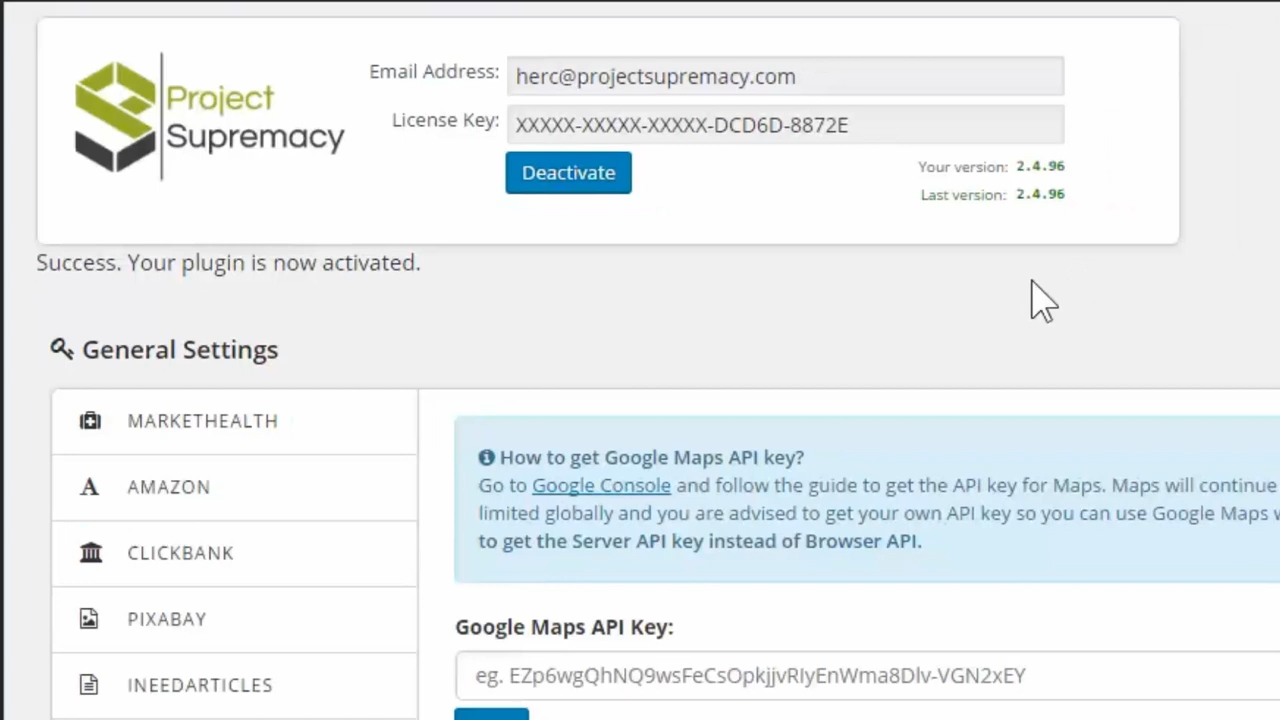 Project
Supremacy
Email Address: herc@projectsupremacy.com
License Key: XXXXX-XXXXX-XXXXX-DCD6D-8872E
Deactivate
Your version: 2.4.96
Last version: 2.4.96
Success. Your plugin is now activated.
General Settings
MARKETHEALTH
AMAZON
CLICKBANK
PIXABAY
INEEDARTICLES
How to get Google Maps API key?
Go to Google Console and follow the guide to get the API key for Maps. Maps will continue
limited globally and you are advised to get your own API key so you can use Google Maps
to get the Server API key instead of Browser API.
Google Maps API Key:
eg. EZp6wgQhNQ9wsFeCsOpkjjvRIyEnWma8Dlv-VGN2xEY